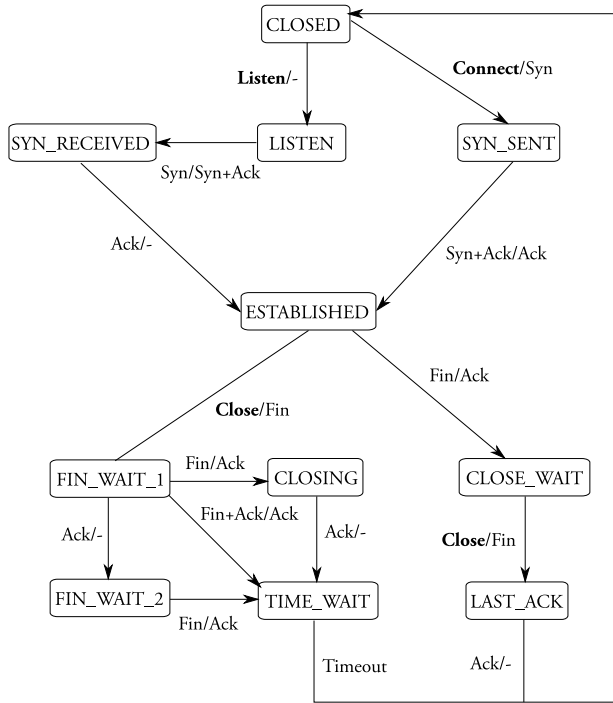 CLOSED
Listen/-
Connect/Syn
SYN_RECEIVED
LISTEN
SYN_SENT
Syn/Syn+Ack
Ack/-
Syn+Ack/Ack
ESTABLISHED
Fin/Ack
Close/Fin
FIN_WAIT_1
Fin/Ack
CLOSING
CLOSE_WAIT
Fin+Ack/Ack
Ack/-
Ack/-
Close/Fin
FIN_WAIT_2
Fin/Ack
TIME_WAIT
LAST_ACK
Timeout
Ack/-